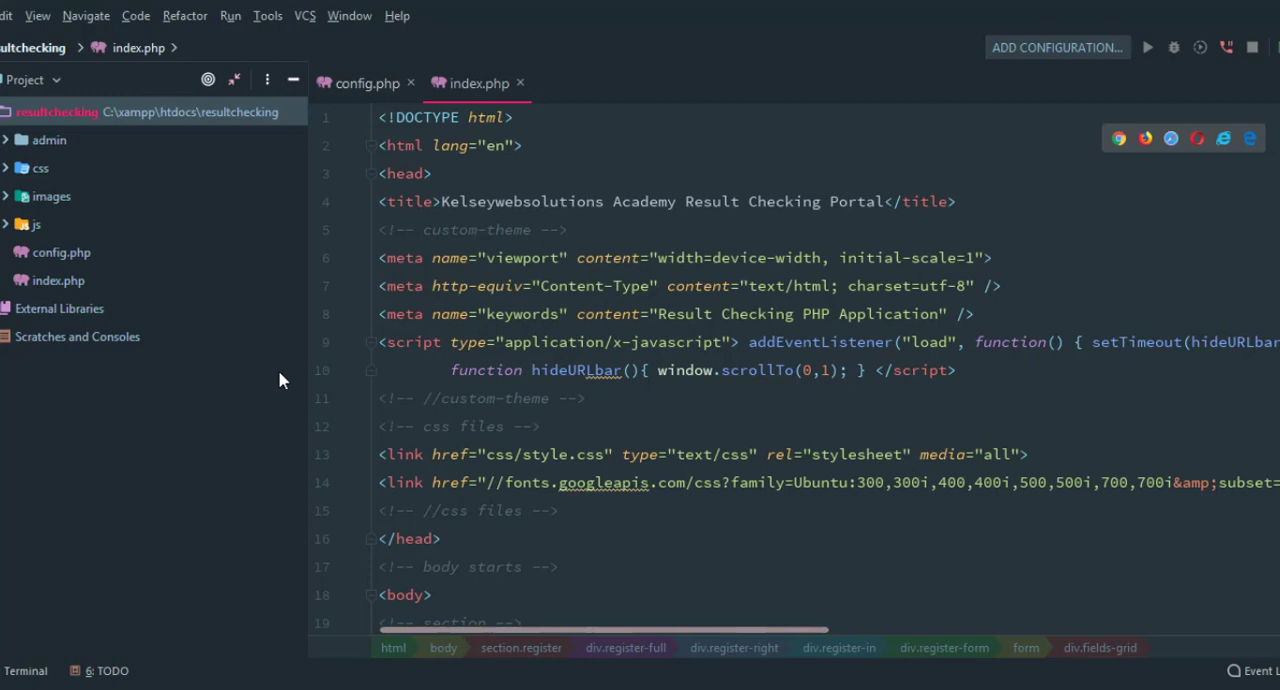 dit View Navigate Code Refactor Run Tools VCS Window Help
sultchecking index.php ADD CONFIGURATION...
Project config.php index.php
resultchecking C:\xampp\htdocs\resultchecking
admin
css
images
js
config.php
index.php
External Libraries
Scratches and Consoles
1 <!DOCTYPE html>
2 <html lang="en">
3 <head>
4 <title>Kelseywebsolutions Academy Result Checking Portal</title>
5 <!-- custom-theme -->
6 <meta name="viewport" content="width=device-width, initial-scale=1">
7 <meta http-equiv="Content-Type" content="text/html; charset=utf-8" />
8 <meta name="keywords" content="Result Checking PHP Application" />
9 <script type="application/x-javascript"> addEventListener("load", function() { setTimeout(hideURLbar
10 function hideURLbar(){ window.scrollTo(0,1); } </script>
11 <!-- //custom-theme -->
12 <!-- css files -->
13 <link href="css/style.css" type="text/css" rel="stylesheet" media="all">
14 <link href="//fonts.googleapis.com/css?family=Ubuntu:300,300i,400,400i,500,500i,700,700i&amp;subset=
15 <!-- //css files -->
16 </head>
17 <!-- body starts -->
18 <body>
19 <!-- section -->
html body section.register div.register-full div.register-right div.register-in div.register-form form div.fields-grid
Terminal 6: TODO Event L